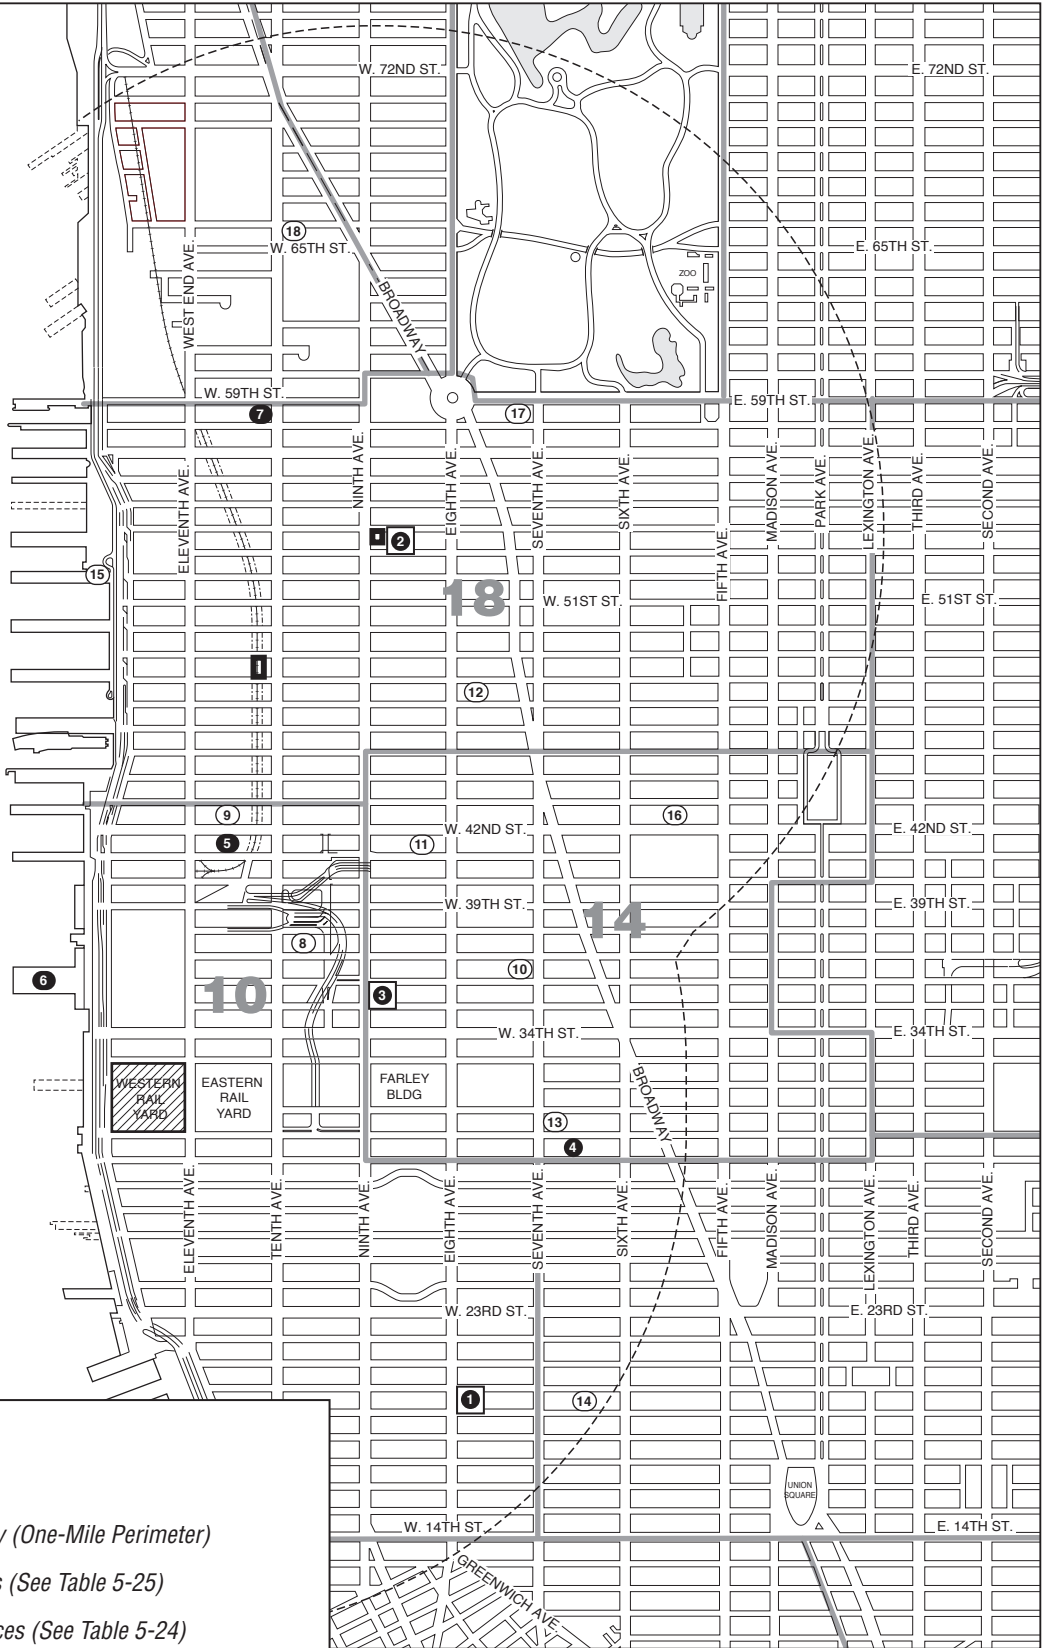 W. 72ND ST.
E. 72ND ST.
18
W. 65TH ST.
E. 65TH ST.
ZOO
WEST END AVE.
BROADWAY
W. 59TH ST.
E. 59TH ST.
7
17
ELEVENTH AVE.
NINTH AVE.
EIGHTH AVE.
SEVENTH AVE.
SIXTH AVE.
FIFTH AVE.
MADISON AVE.
PARK AVE.
LEXINGTON AVE.
THIRD AVE.
SECOND AVE.
2
15
18
W. 51ST ST.
E. 51ST ST.
12
9
16
5
11
W. 42ND ST.
E. 42ND ST.
W. 39TH ST.
E. 39TH ST.
14
8
10
6
10
3
W. 34TH ST.
E. 34TH ST.
WESTERN
RAIL
YARD
EASTERN
RAIL
YARD
FARLEY
BLDG
BROADWAY
13
4
ELEVENTH AVE.
TENTH AVE.
NINTH AVE.
EIGHTH AVE.
SEVENTH AVE.
SIXTH AVE.
FIFTH AVE.
MADISON AVE.
LEXINGTON AVE.
THIRD AVE.
SECOND AVE.
W. 23RD ST.
E. 23RD ST.
1
14
UNION
SQUARE
W. 14TH ST.
E. 14TH ST.
GREENWICH AVE.
(One-Mile Perimeter)
(See Table 5-25)
(See Table 5-24)